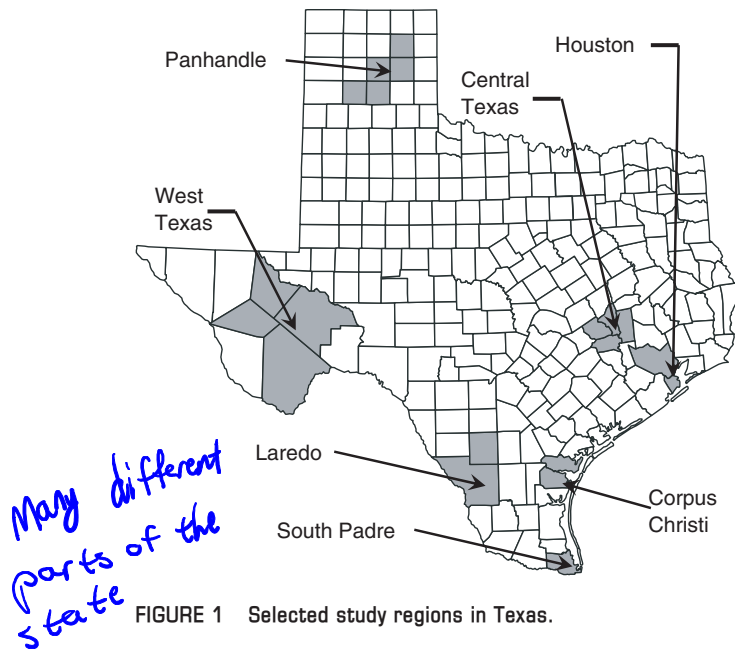 Panhandle
Houston
Central
Texas
West
Texas
Laredo
South Padre
Corpus
Christi
Many different
parts of the
state
FIGURE 1 Selected study regions in Texas.